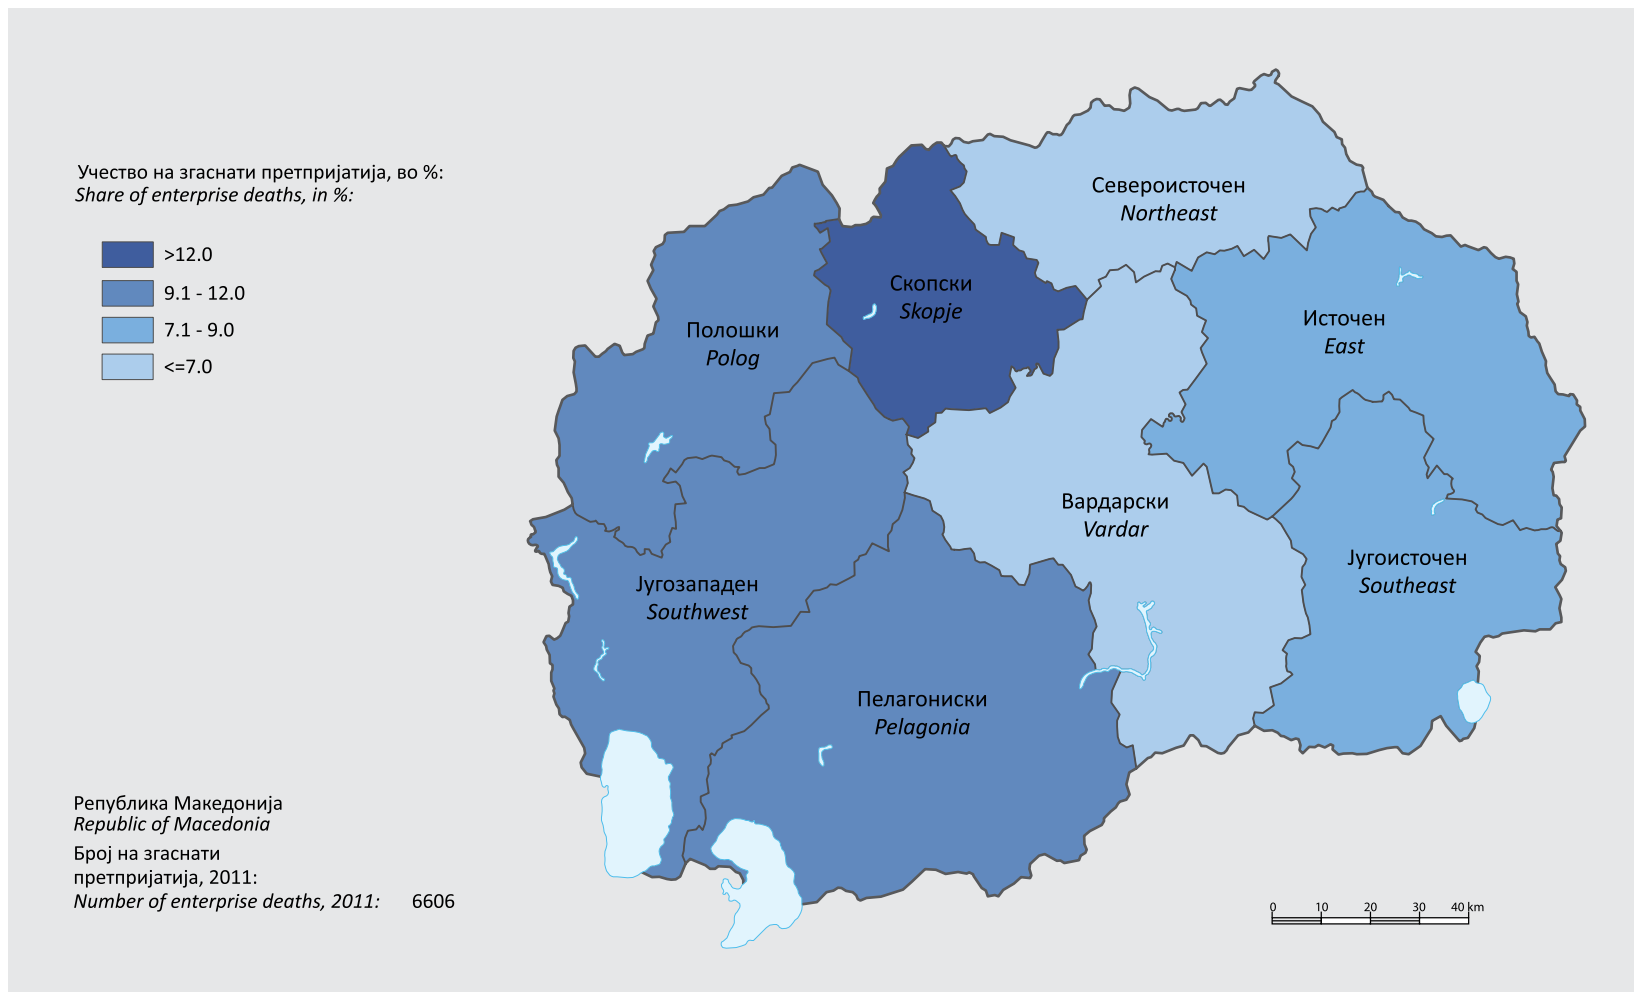 Учество на згаснати претпријатија, во %:
Share of enterprise deaths, in %:
>12.0
9.1 - 12.0
7.1 - 9.0
<=7.0
Североисточен
Northeast
Скопски
Skopje
Полошки
Polog
Источен
East
Вардарски
Vardar
Југоисточен
Southeast
Југозападен
Southwest
Пелагониски
Pelagonia
Република Македонија
Republic of Macedonia
Број на згаснати
претпријатија, 2011:
Number of enterprise deaths, 2011: 6606
0 10 20 30 40 km